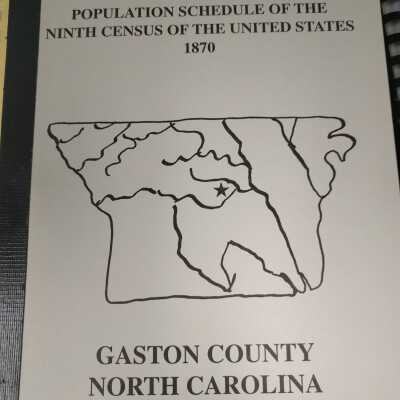 POPULATION SCHEDULE OF THE
NINTH CENSUS OF THE UNITED STATES
1870
GASTON COUNTY
NORTH CAROLINA